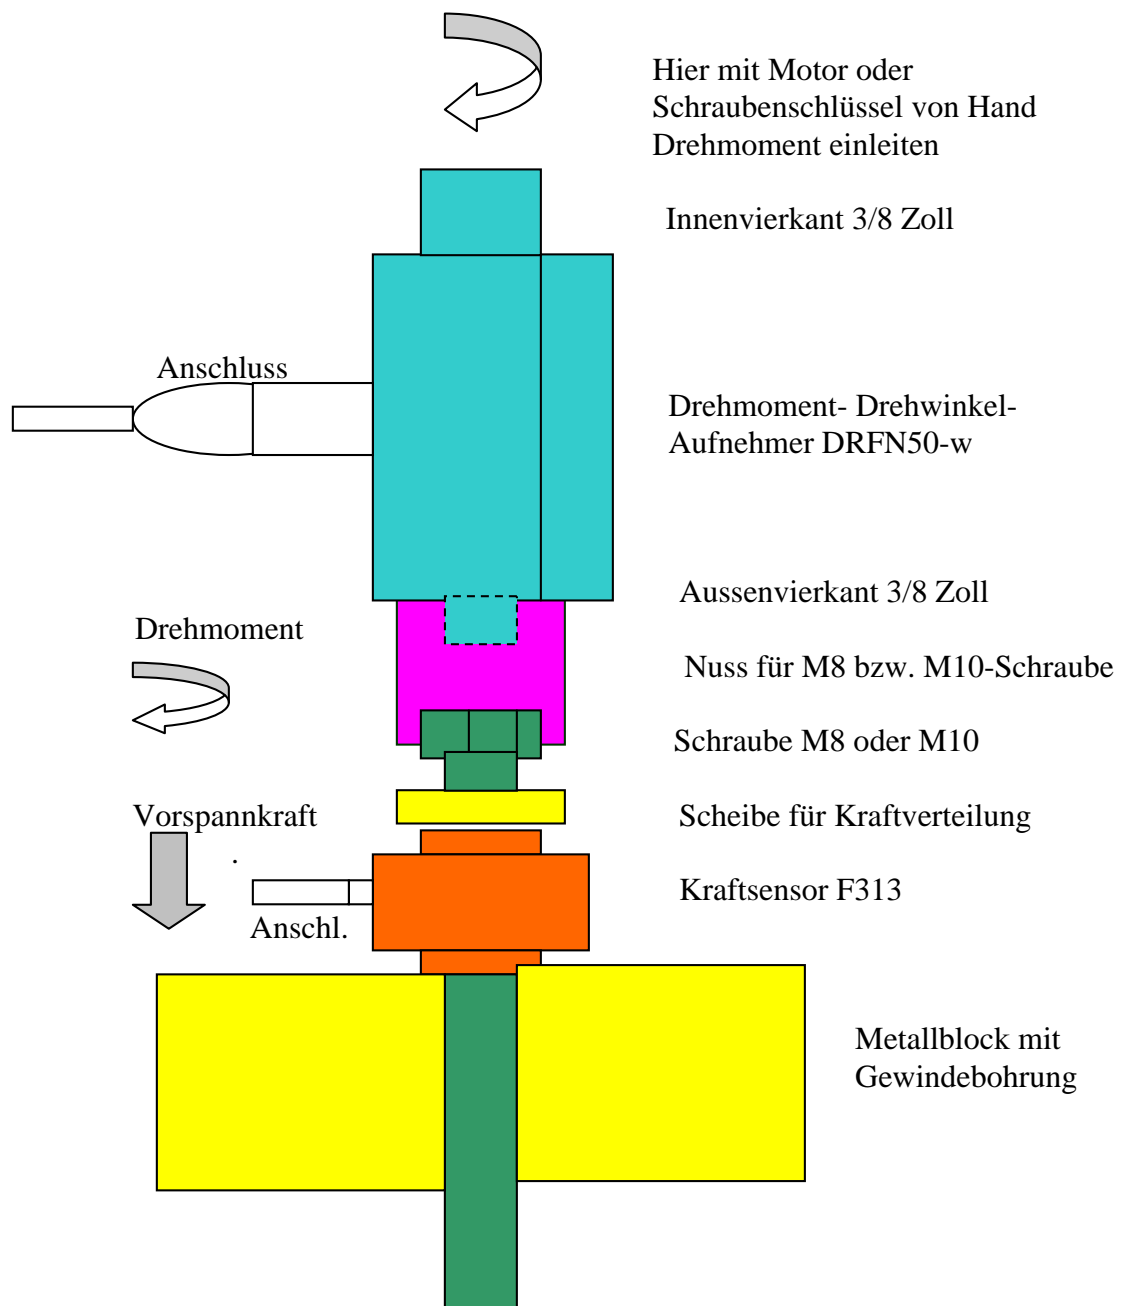 Hier mit Motor oder
Schraubenschlüssel von Hand
Drehmoment einleiten
Innenvierkant 3/8 Zoll
Anschluss
Drehmoment- Drehwinkel-
Aufnehmer DRFN50-w
Aussenvierkant 3/8 Zoll
Drehmoment
Nuss für M8 bzw. M10-Schraube
Schraube M8 oder M10
Vorspannkraft
.
Scheibe für Kraftverteilung
Kraftsensor F313
Anschl.
Metallblock mit
Gewindebohrung